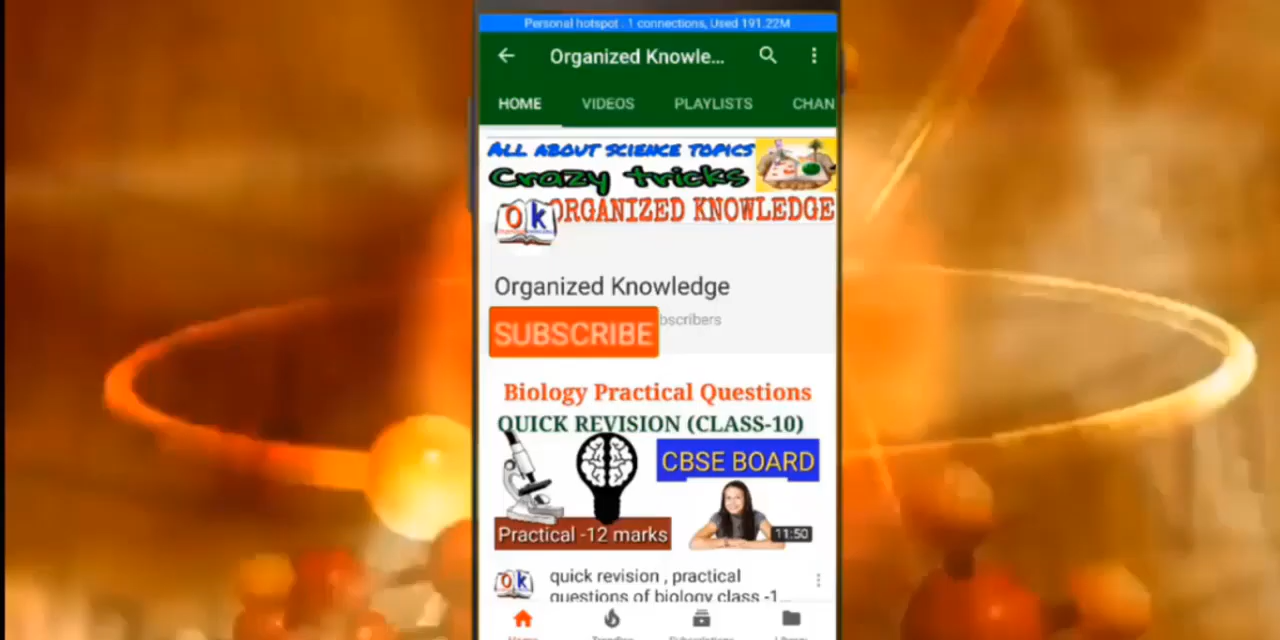 Personal hotspot . 1 connections, Used 191.22M
Organized Knowle...
HOME VIDEOS PLAYLISTS CHAN
ALL ABOUT SCIENCE TOPICS
Crazy tricks
Ok ORGANIZED KNOWLEDGE
Organized Knowledge
SUBSCRIBE bscribers
Biology Practical Questions
QUICK REVISION (CLASS-10)
CBSE BOARD
Practical -12 marks
11:50
Ok quick revision , practical
questions of biology class -1...